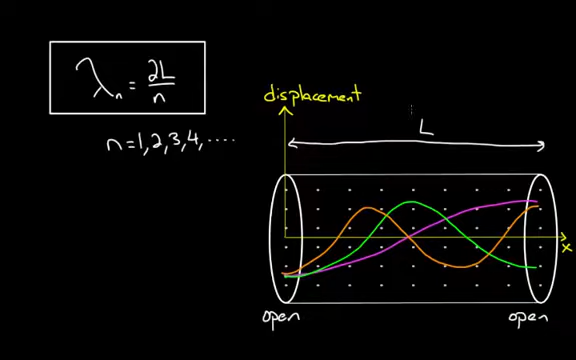 λn = 2L/n
n=1,2,3,4,....
displacement
L
x
open open